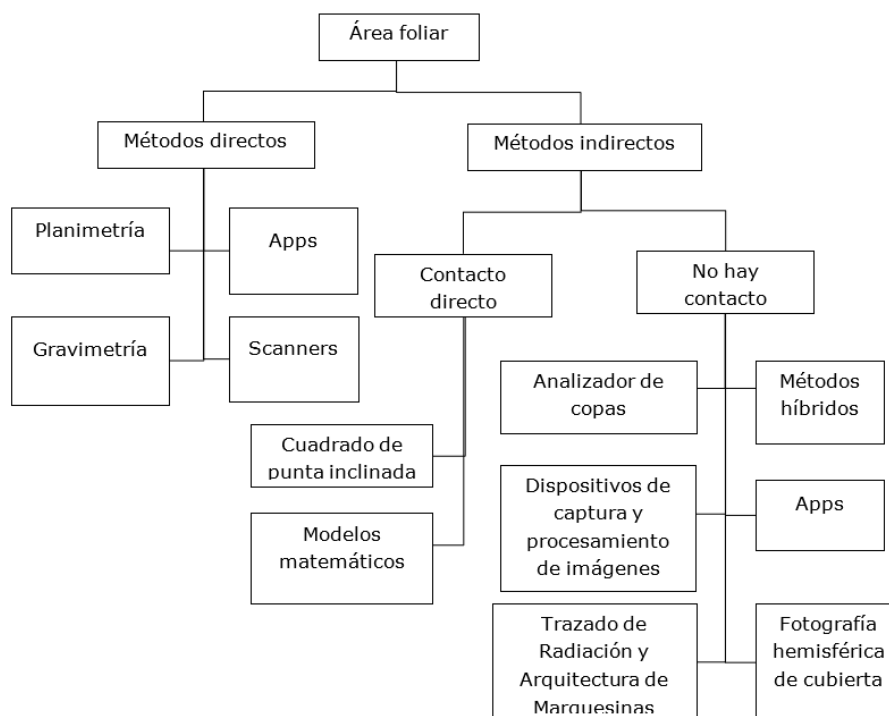 Área foliar
Métodos directos
Métodos indirectos
Planimetría
Apps
Gravimetría
Scanners
Contacto
directo
No hay
contacto
Cuadrado de
punta inclinada
Modelos
matemáticos
Analizador de
copas
Métodos
híbridos
Dispositivos de
captura y
procesamiento
de imágenes
Apps
Trazado de
Radiación y
Arquitectura de
Marquesinas
Fotografía
hemisférica
de cubierta